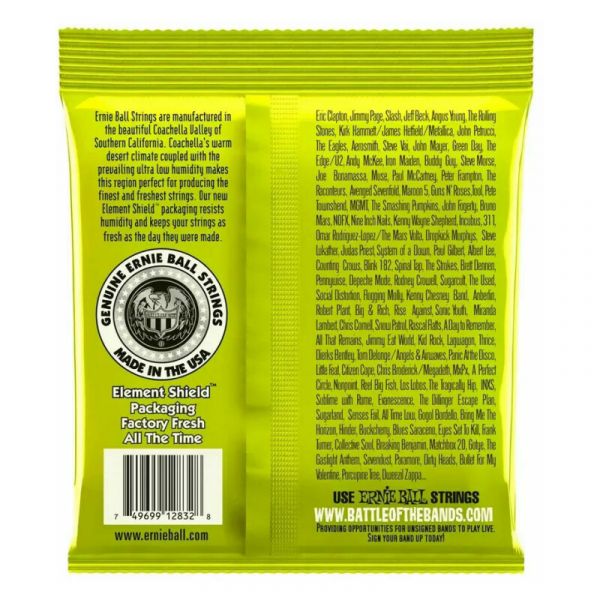 Ernie Ball Strings are manufactured in
the beautiful Coachella Valley of
Southern California. Coachella's warm
desert climate coupled with the
prevailing ultra low humidity makes
this region perfect for producing the
finest and freshest strings. Our new
Element Shield™ packaging resists
humidity and keeps your strings as
fresh as the day they were made.
GENUINE ERNIE BALL STRINGS
MADE IN THE USA
Element Shield™
Packaging
Factory Fresh
All The Time
7 49699 12832 8
www.ernieball.com
Eric Clapton, Jimmy Page, Slash, Jeff Beck, Angus Young, The Rolling
Stones, Kirk Hammett/James Hetfield/Metallica, John Petrucci,
The Eagles, Aerosmith, Steve Vai, John Mayer, Green Day, The
Edge/U2, Andy McKee, Iron Maiden, Buddy Guy, Steve Morse,
Joe Bonamassa, Muse, Paul McCartney, Peter Frampton, The
Raconteurs, Avenged Sevenfold, Maroon 5, Guns N' Roses, Tool, Pete
Townshend, MGMT, The Smashing Pumpkins, John Fogerty, Bruno
Mars, NOFX, Nine Inch Nails, Kenny Wayne Shepherd, Incubus, 311,
Omar Rodriguez-Lopez/The Mars Volta, Dropkick Murphys, Steve
Lukather, Judas Priest, System of a Down, Paul Gilbert, Albert Lee,
Counting Crows, Blink 182, Spinal Tap, The Strokes, Brett Dennen,
Pennywise, Depeche Mode, Rodney Crowell, Sugarcult, The Used,
Social Distortion, Flogging Molly, Kenny Chesney Band, Anberlin,
Robert Plant, Big & Rich, Rise Against, Sonic Youth, Miranda
Lambert, Chris Cornell, Snow Patrol, Rascal Flatts, A Day to Remember,
All That Remains, Jimmy Eat World, Kid Rock, Lagwagon, Thrice,
Dierks Bentley, Tom Delonge/Angels & Airwaves, Panic At the Disco,
Little Feat, Citizen Cope, Chris Broderick/Megadeth, MxPx, A Perfect
Circle, Nonpoint, Reel Big Fish, Los Lobos, The Tragically Hip, INXS,
Sublime with Rome, Evanescence, The Dillinger Escape Plan,
Sugarland, Senses Fail, All Time Low, Gogol Bordello, Bring Me The
Horizon, Hinder, Buckcherry, Blues Saraceno, Eyes Set To Kill, Frank
Turner, Collective Soul, Breaking Benjamin, Matchbox 20, Gotye, The
Gaslight Anthem, Sevendust, Paramore, Dirty Heads, Bullet For My
Valentine, Porcupine Tree, Dweezil Zappa...
USE ERNIE BALL STRINGS
WWW.BATTLEOFTHEBANDS.COM
PROVIDING OPPORTUNITIES FOR UNSIGNED BANDS TO PLAY LIVE.
SIGN YOUR BAND UP TODAY!